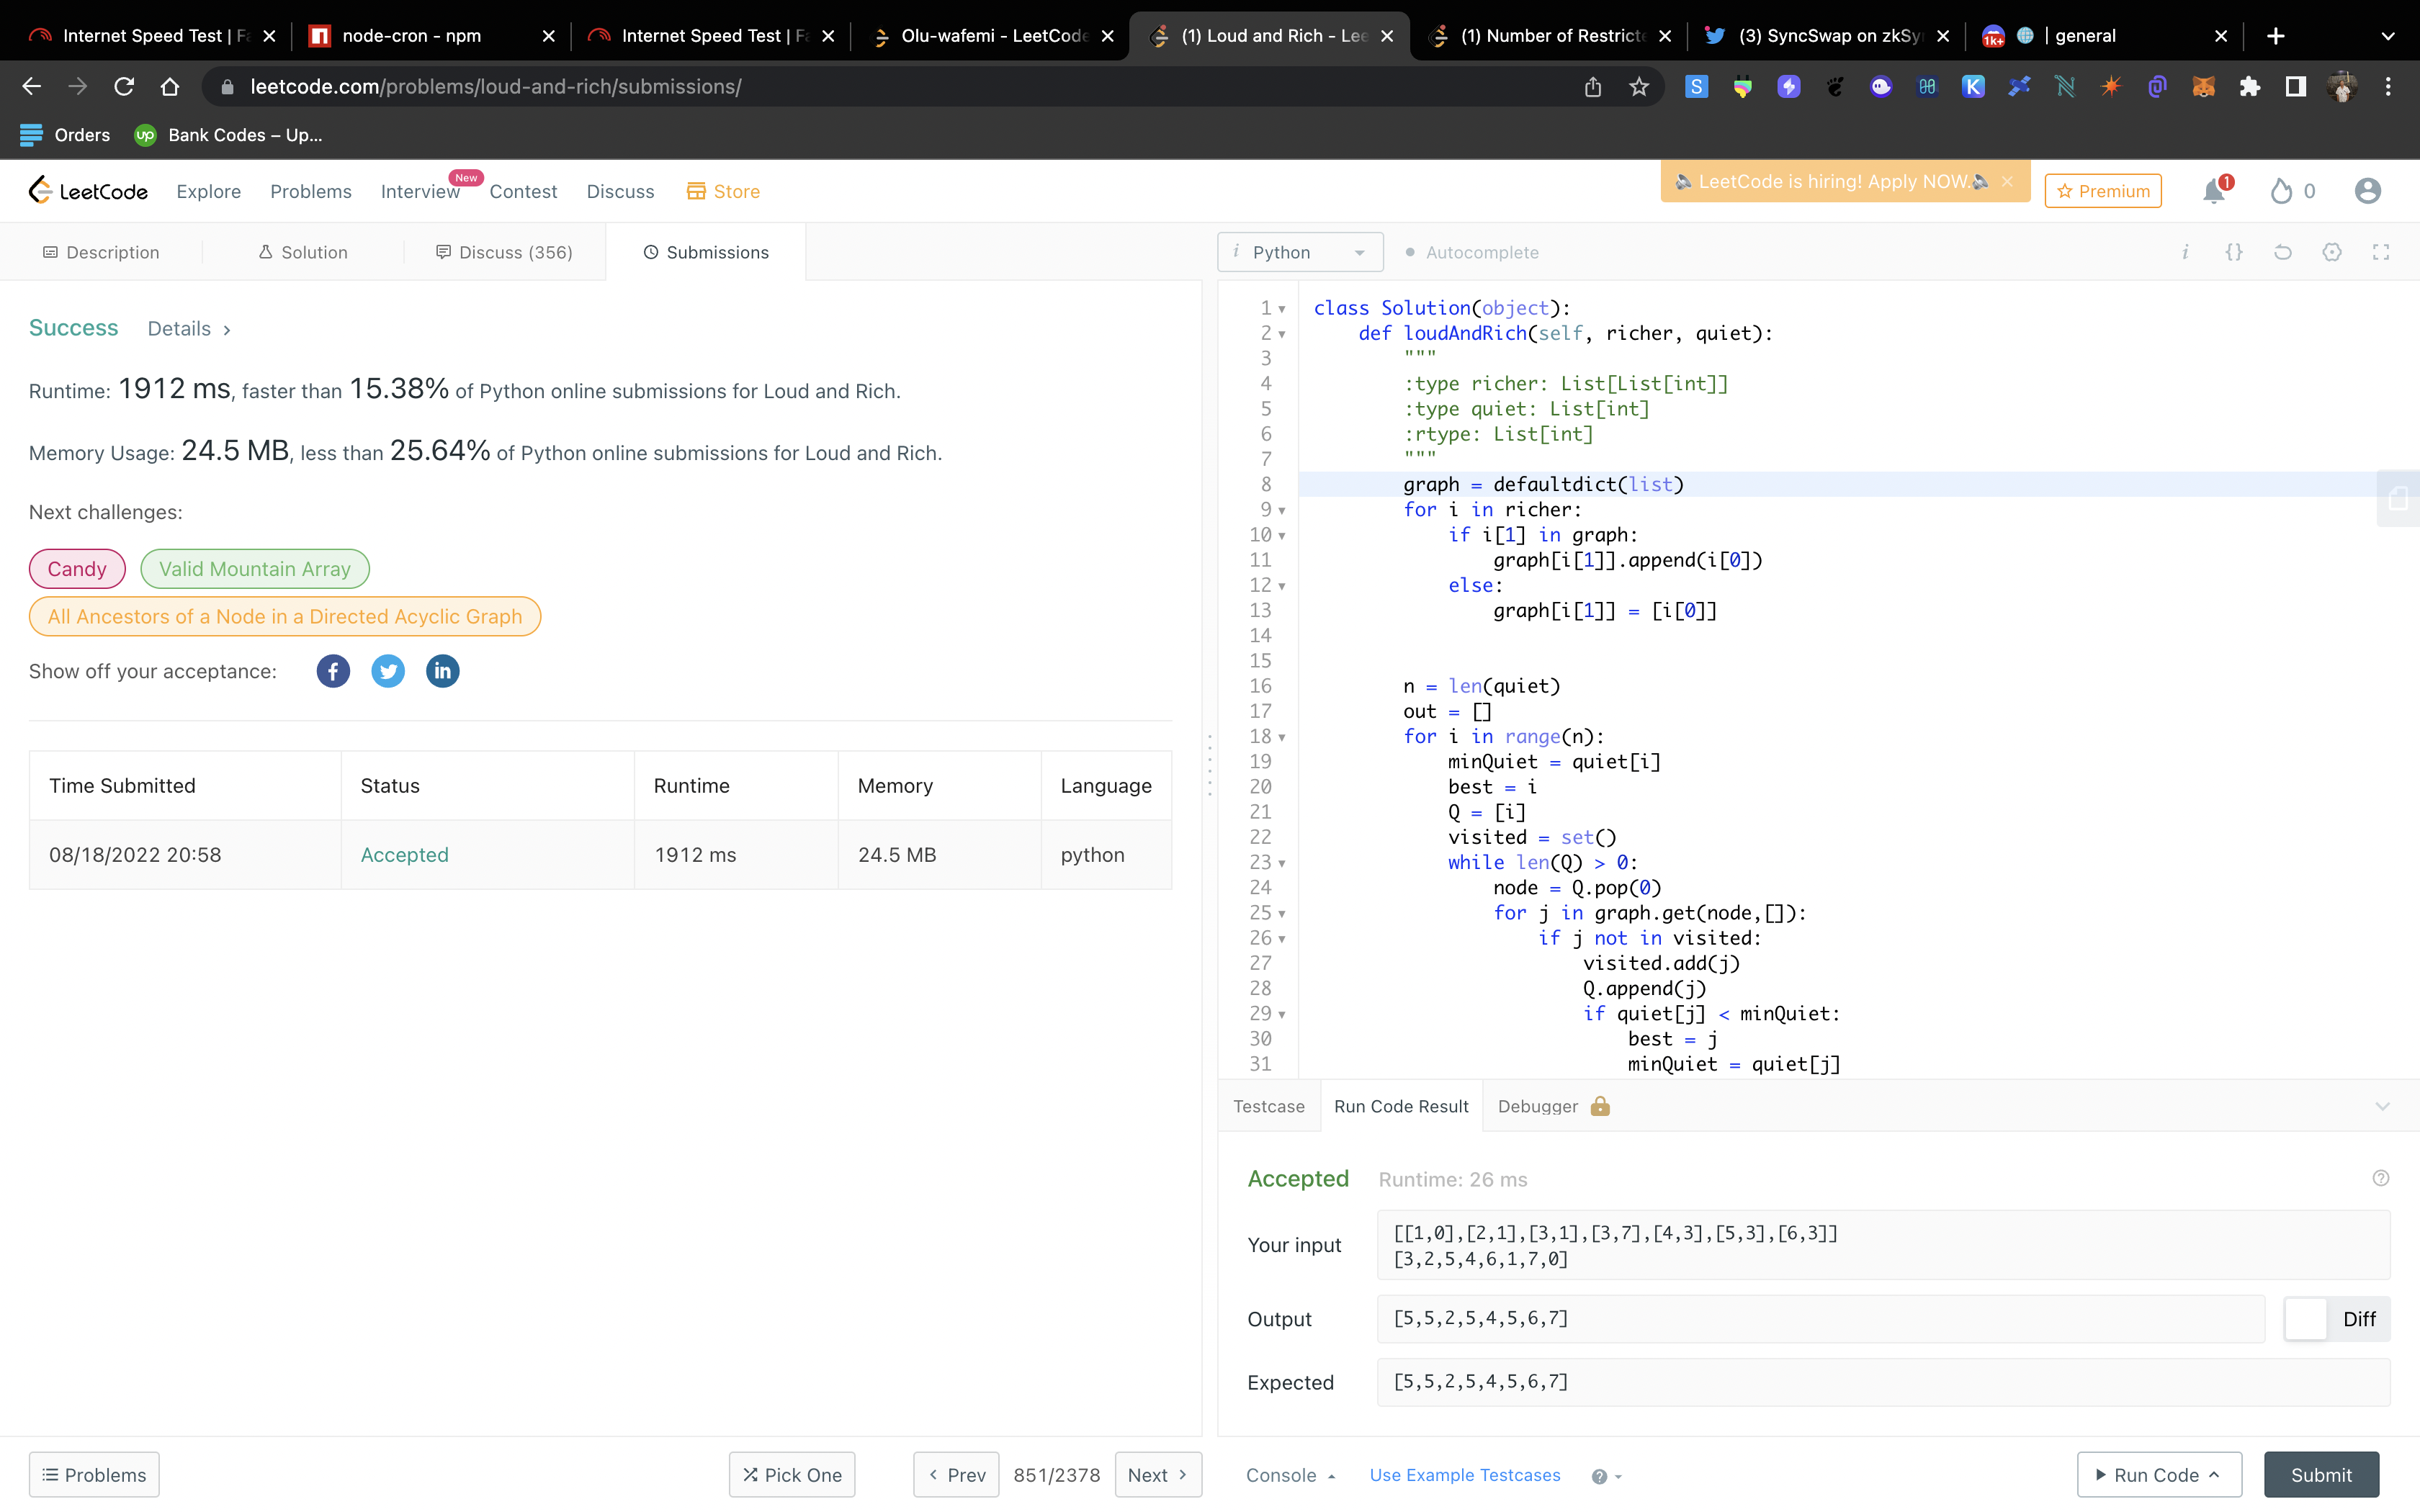 Internet Speed Test | Fa
node-cron - npm
Internet Speed Test | Fa
Olu-wafemi - LeetCode
(1) Loud and Rich - Lee
(1) Number of Restricte
(3) SyncSwap on zkSy
1k+
| general
leetcode.com/problems/loud-and-rich/submissions/
Orders
up
Bank Codes – Up...
LeetCode
Explore
Problems
Interview
New
Contest
Discuss
Store
LeetCode is hiring! Apply NOW.
Premium
1
0
Description
Solution
Discuss (356)
Submissions
i Python
Autocomplete
Success
Details
Runtime: 1912 ms, faster than 15.38% of Python online submissions for Loud and Rich.
Memory Usage: 24.5 MB, less than 25.64% of Python online submissions for Loud and Rich.
Next challenges:
Candy
Valid Mountain Array
All Ancestors of a Node in a Directed Acyclic Graph
Show off your acceptance:
Time Submitted Status Runtime Memory Language
08/18/2022 20:58 Accepted 1912 ms 24.5 MB python
1 class Solution(object):
2 def loudAndRich(self, richer, quiet):
3 """
4 :type richer: List[List[int]]
5 :type quiet: List[int]
6 :rtype: List[int]
7 """
8 graph = defaultdict(list)
9 for i in richer:
10 if i[1] in graph:
11 graph[i[1]].append(i[0])
12 else:
13 graph[i[1]] = [i[0]]
14
15
16 n = len(quiet)
17 out = []
18 for i in range(n):
19 minQuiet = quiet[i]
20 best = i
21 Q = [i]
22 visited = set()
23 while len(Q) > 0:
24 node = Q.pop(0)
25 for j in graph.get(node,[]):
26 if j not in visited:
27 visited.add(j)
28 Q.append(j)
29 if quiet[j] < minQuiet:
30 best = j
31 minQuiet = quiet[j]
Testcase
Run Code Result
Debugger
Accepted
Runtime: 26 ms
Your input
[[1,0],[2,1],[3,1],[3,7],[4,3],[5,3],[6,3]]
[3,2,5,4,6,1,7,0]
Output
[5,5,2,5,4,5,6,7]
Diff
Expected
[5,5,2,5,4,5,6,7]
Problems
Pick One
Prev
851/2378
Next
Console
Use Example Testcases
Run Code
Submit